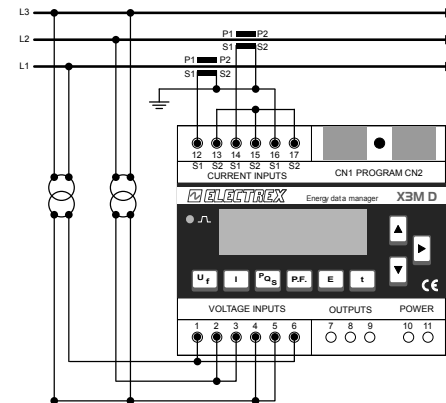 L3
L2
P1 P2
S1 S2
L1
P1 P2
S1 S2
12 13 14 15 16 17
S1 S2 S1 S2 S1 S2
CURRENT INPUTS
CN1 PROGRAM CN2
ELECTREX
Energy data manager
X3M D
Uf I PQS P.F. E t
CE
VOLTAGE INPUTS
OUTPUTS
POWER
1 2 3 4 5 6
7 8 9
10 11